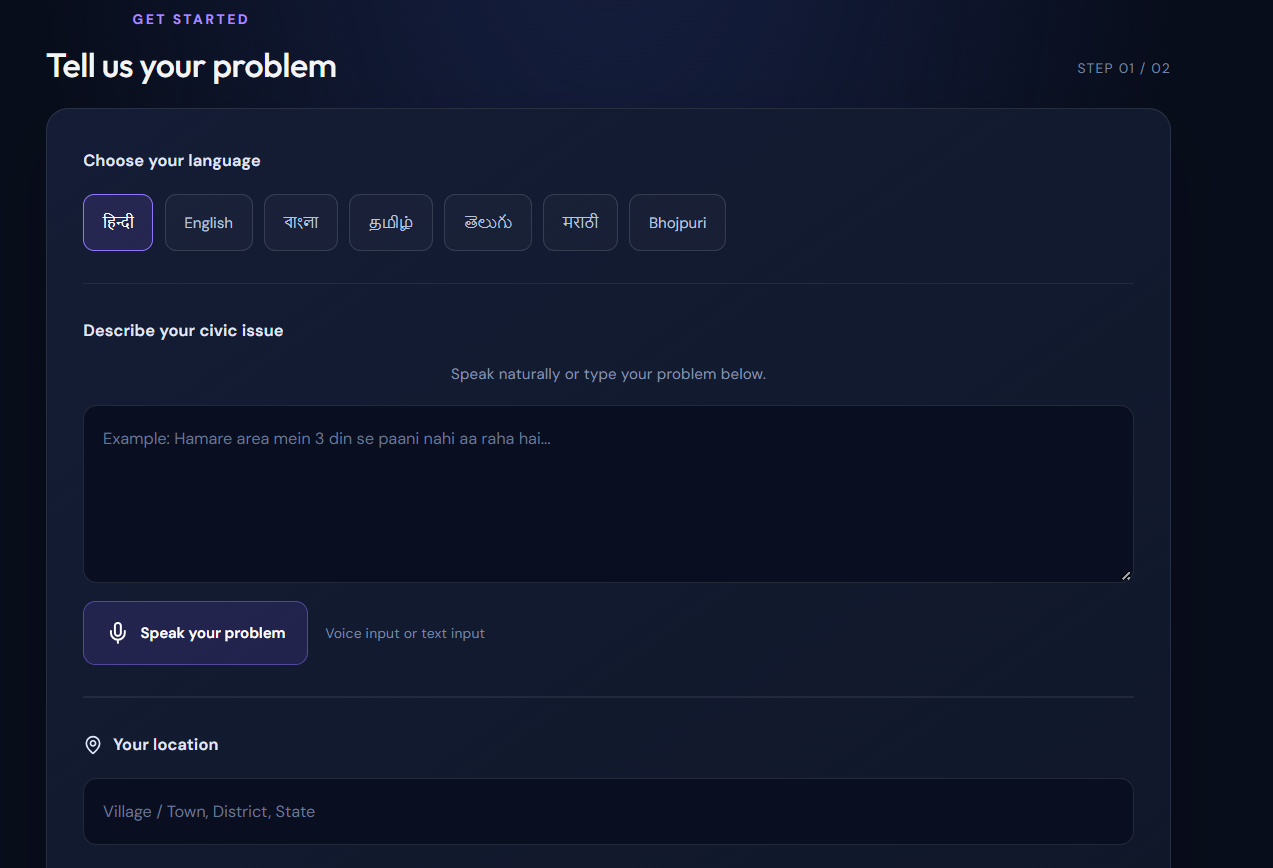 GET STARTED
Tell us your problem
STEP 01 / 02
Choose your language
हिन्दी English বাংলা தமிழ் తెలుగు मराठी Bhojpuri
Describe your civic issue
Speak naturally or type your problem below.
Example: Hamare area mein 3 din se paani nahi aa raha hai...
Speak your problem Voice input or text input
Your location
Village / Town, District, State